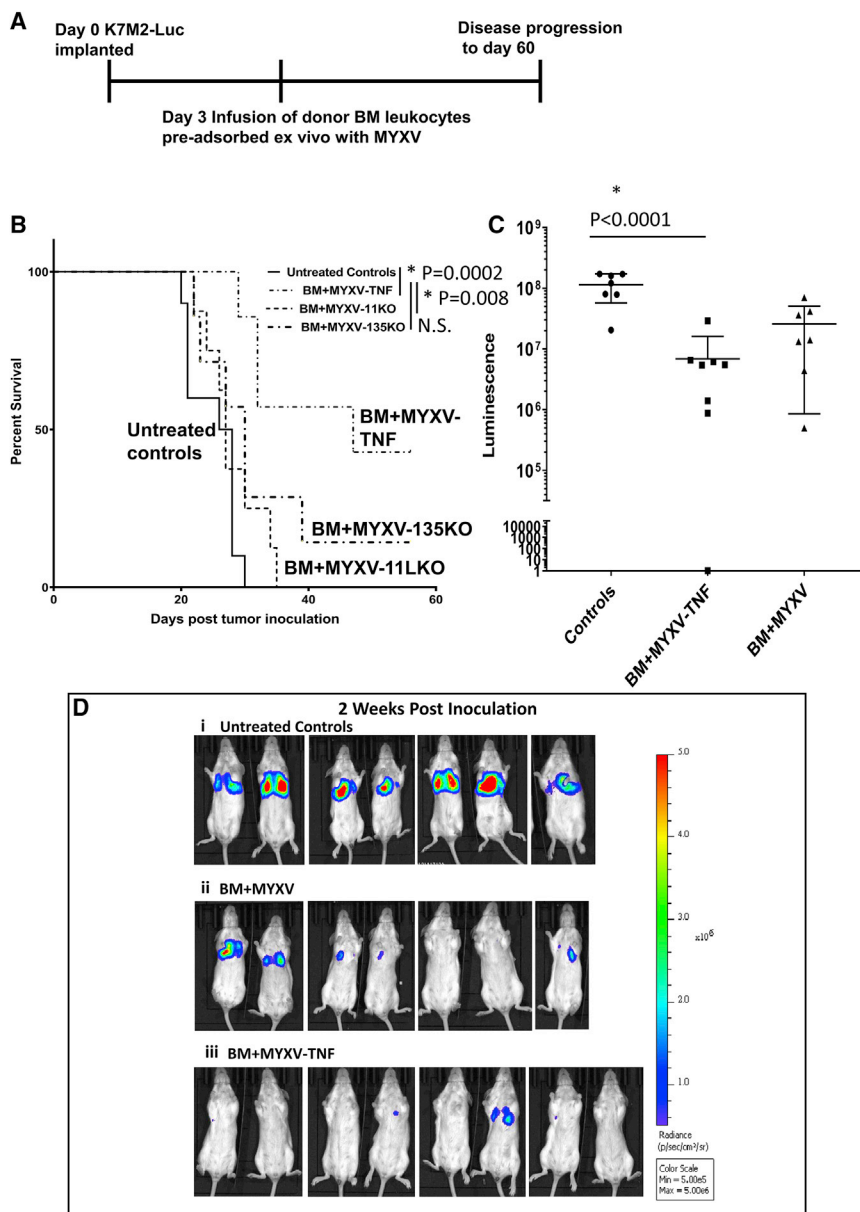 A
Day 0 K7M2-Luc
implanted
Disease progression
to day 60
Day 3 Infusion of donor BM leukocytes
pre-adsorbed ex vivo with MYXV
B
Percent Survival
100
50
0
0
20
40
60
Days post tumor inoculation
Untreated Controls
BM+MYXV-TNF
BM+MYXV-11KO
BM+MYXV-135KO
* P=0.0002
* P=0.008
N.S.
Untreated
controls
BM+MYXV-
TNF
BM+MYXV-135KO
BM+MYXV-11LKO
C
*
P<0.0001
Luminescence
10⁹
10⁸
10⁷
10⁶
10⁵
10000
1000
100
10
1
Controls
BM+MYXV-TNF
BM+MYXV
D
2 Weeks Post Inoculation
i Untreated Controls
ii BM+MYXV
iii BM+MYXV-TNF
5.0
4.0
3.0
x10⁶
2.0
1.0
Radiance
(p/sec/cm²/sr)
Color Scale
Min = 5.00e5
Max = 5.00e6